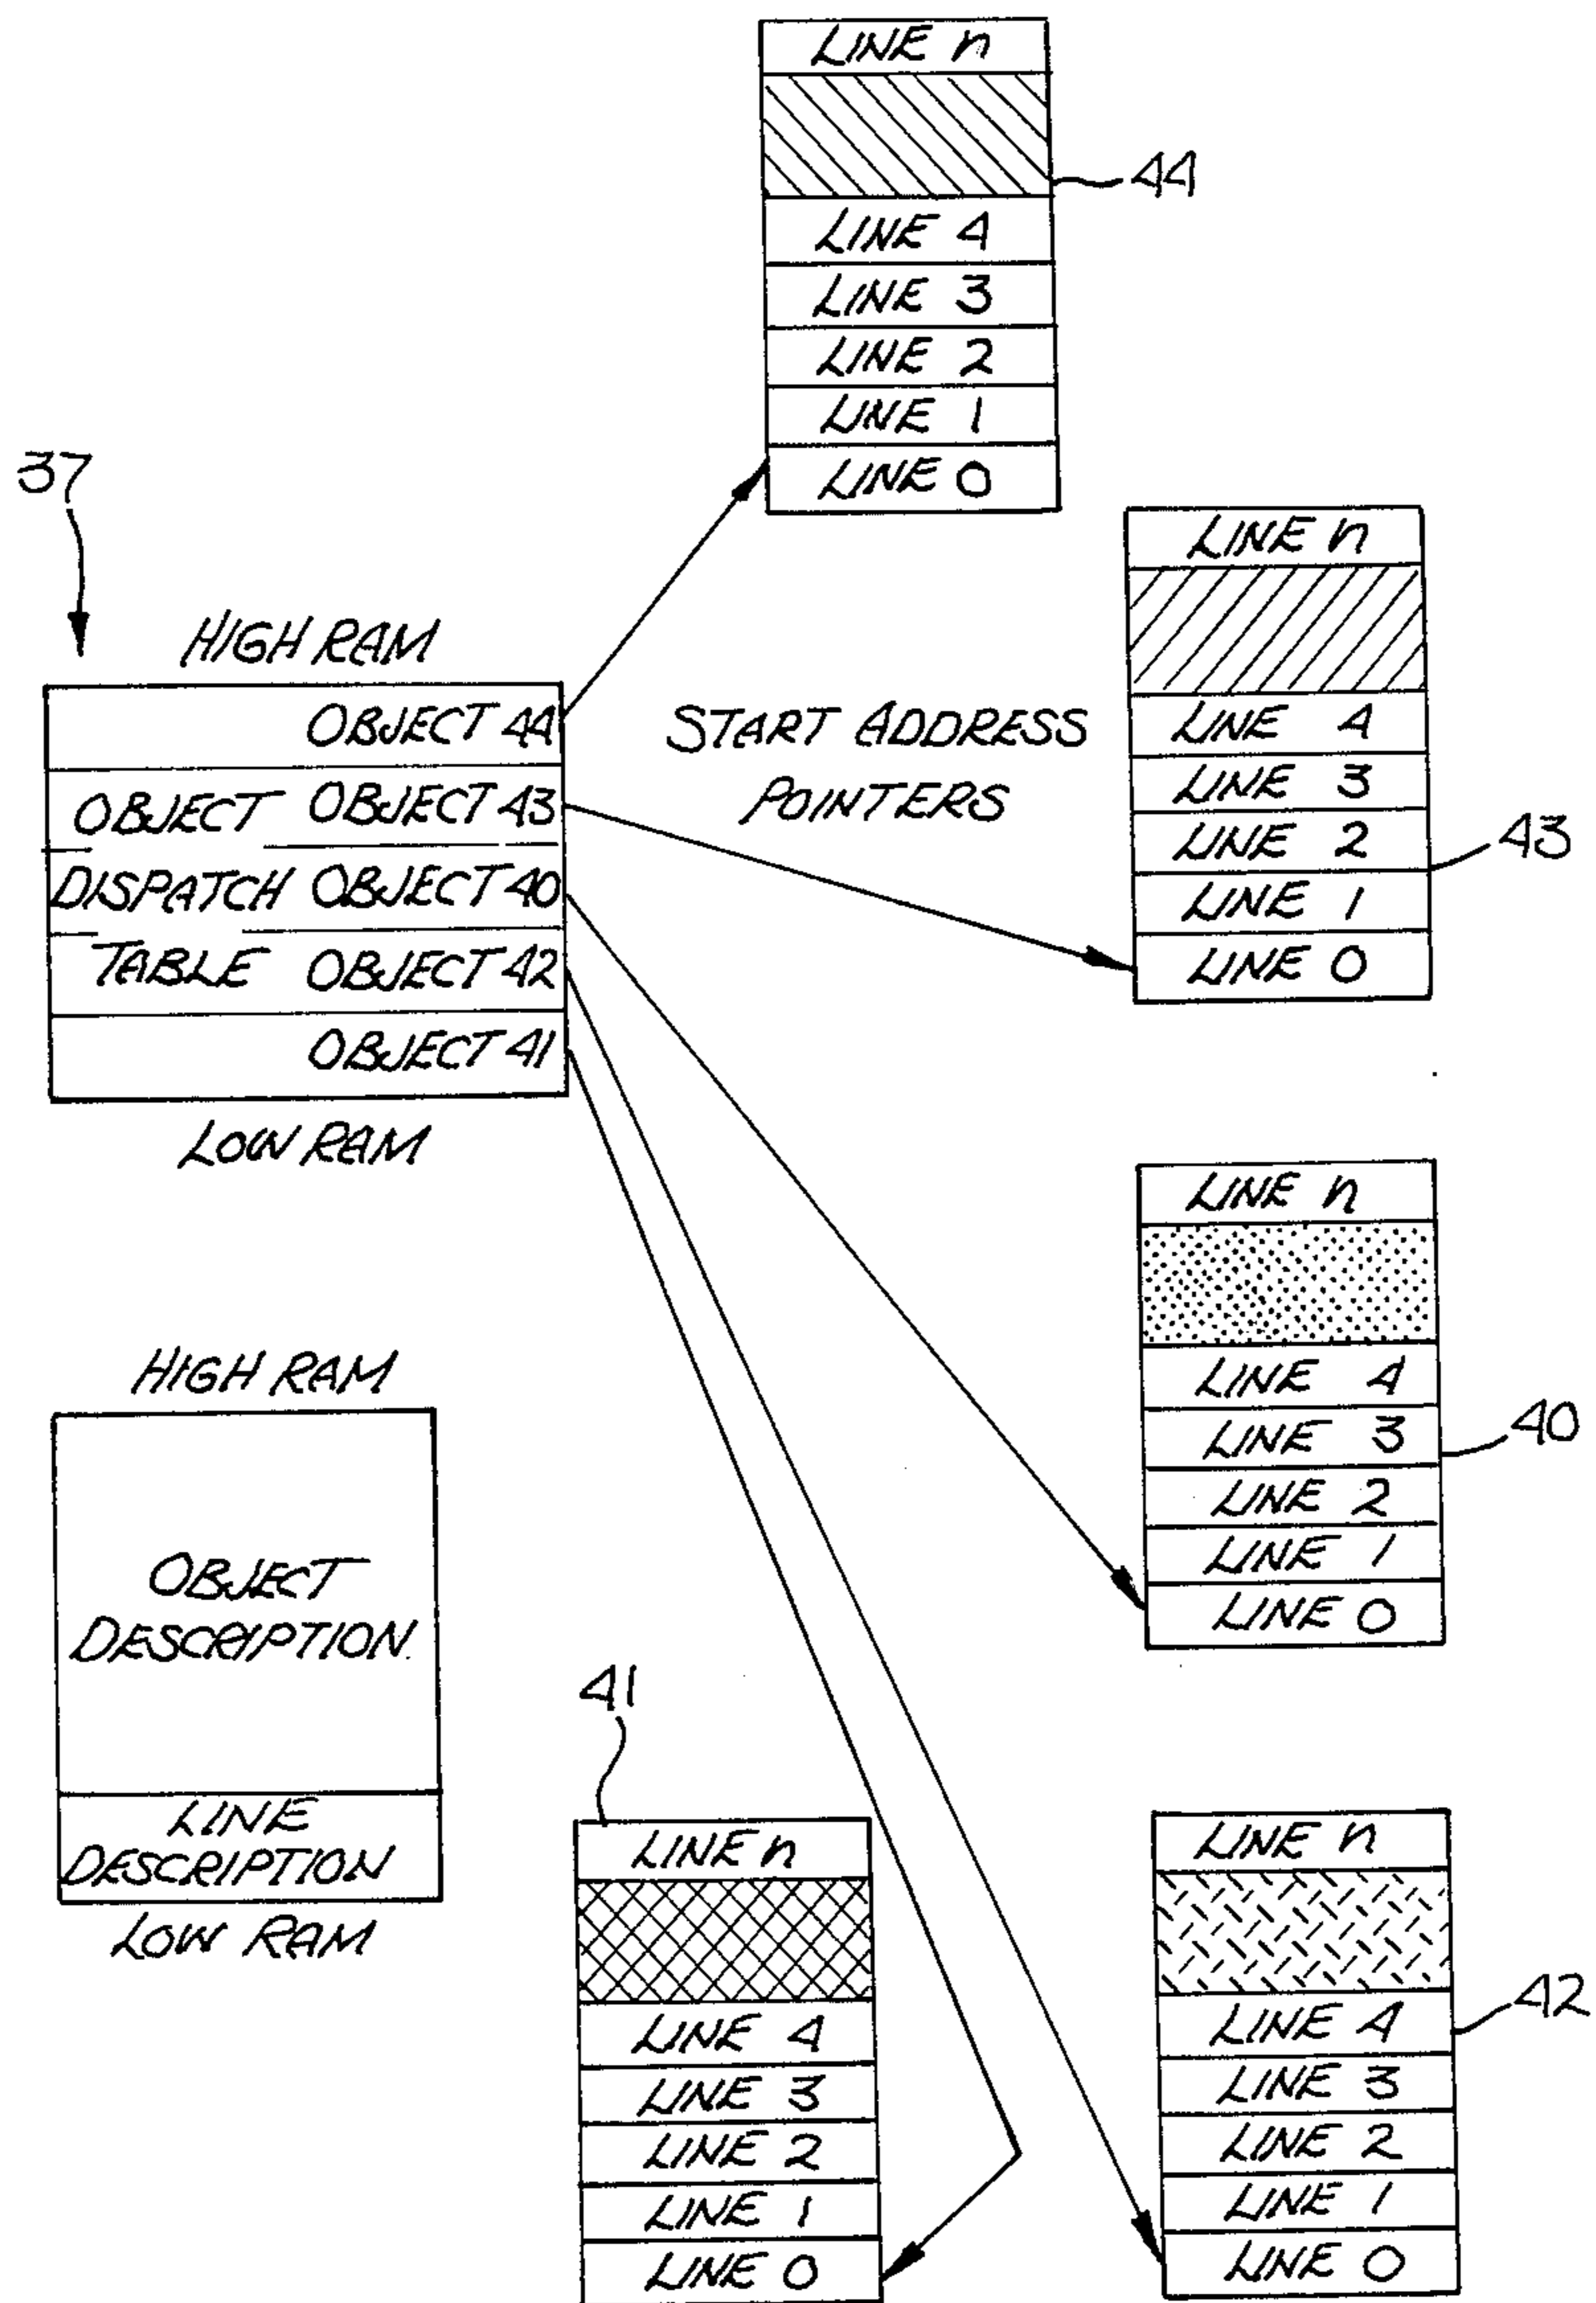 LINE n
44
LINE 4
LINE 3
LINE 2
LINE 1
LINE 0
37
HIGH RAM
OBJECT 44
OBJECT OBJECT 43
DISPATCH OBJECT 40
TABLE OBJECT 42
OBJECT 41
LOW RAM
START ADDRESS
POINTERS
LINE n
LINE 4
LINE 3
LINE 2
43
LINE 1
LINE 0
LINE n
LINE 4
LINE 3
40
LINE 2
LINE 1
LINE 0
HIGH RAM
OBJECT
DESCRIPTION
LINE
DESCRIPTION
LOW RAM
41
LINE n
LINE 4
LINE 3
LINE 2
LINE 1
LINE 0
LINE n
LINE 4
42
LINE 3
LINE 2
LINE 1
LINE 0